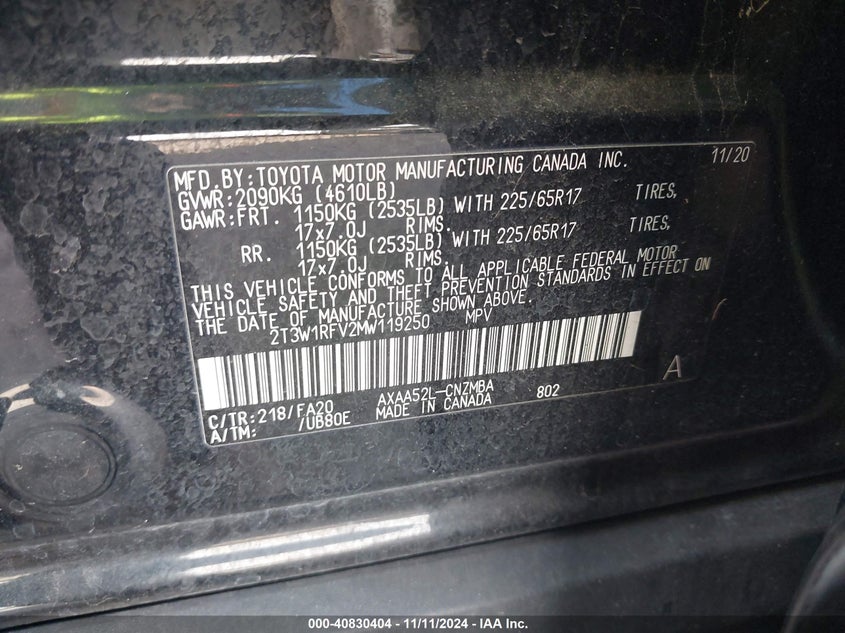 MFD.BY:TOYOTA MOTOR MANUFACTURING CANADA INC. 11/20
GVWR:2090KG (4610LB)
GAWR:FRT. 1150KG (2535LB) WITH 225/65R17 TIRES,
17x7.0J RIMS.
RR. 1150KG (2535LB) WITH 225/65R17 TIRES,
17x7.0J RIMS.
THIS VEHICLE CONFORMS TO ALL APPLICABLE FEDERAL MOTOR
VEHICLE SAFETY AND THEFT PREVENTION STANDARDS IN EFFECT ON
THE DATE OF MANUFACTURE SHOWN ABOVE.
2T3W1RFV2MW119250 MPV
A
C/TR:218/FA20 AXAA52L-CNZMBA 802
A/TM: /UB80E MADE IN CANADA
000-40830404 - 11/11/2024 - IAA Inc.